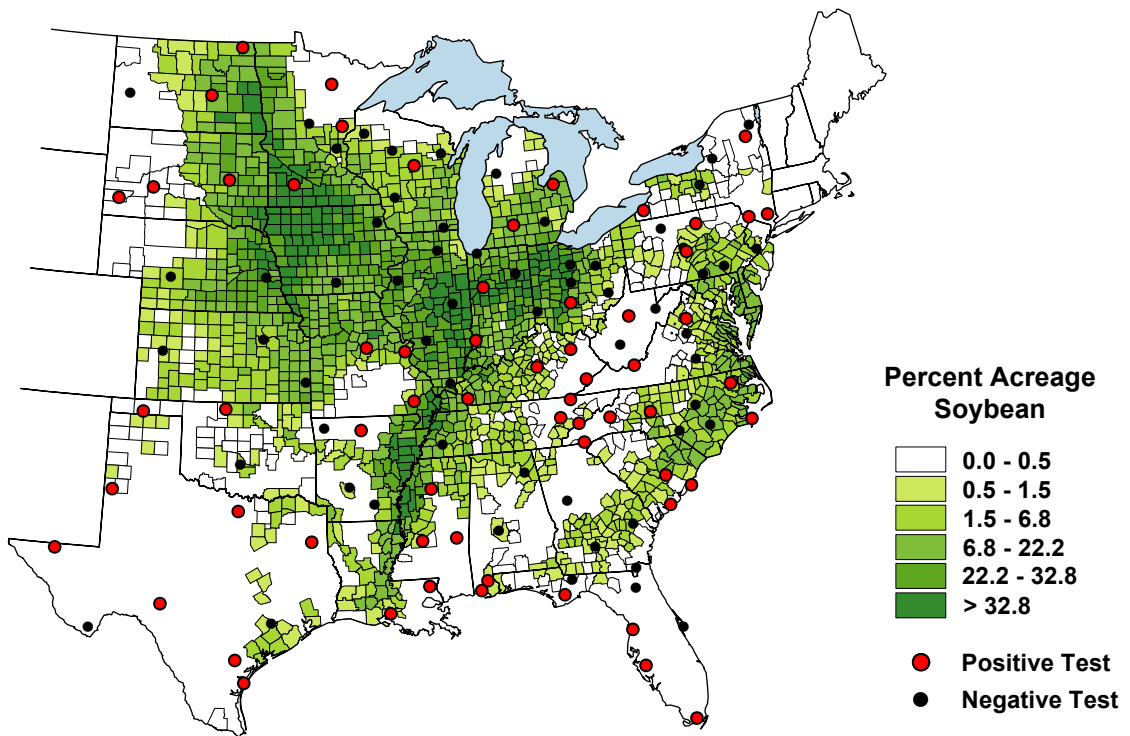 Percent Acreage
Soybean
0.0 - 0.5
0.5 - 1.5
1.5 - 6.8
6.8 - 22.2
22.2 - 32.8
> 32.8
Positive Test
Negative Test